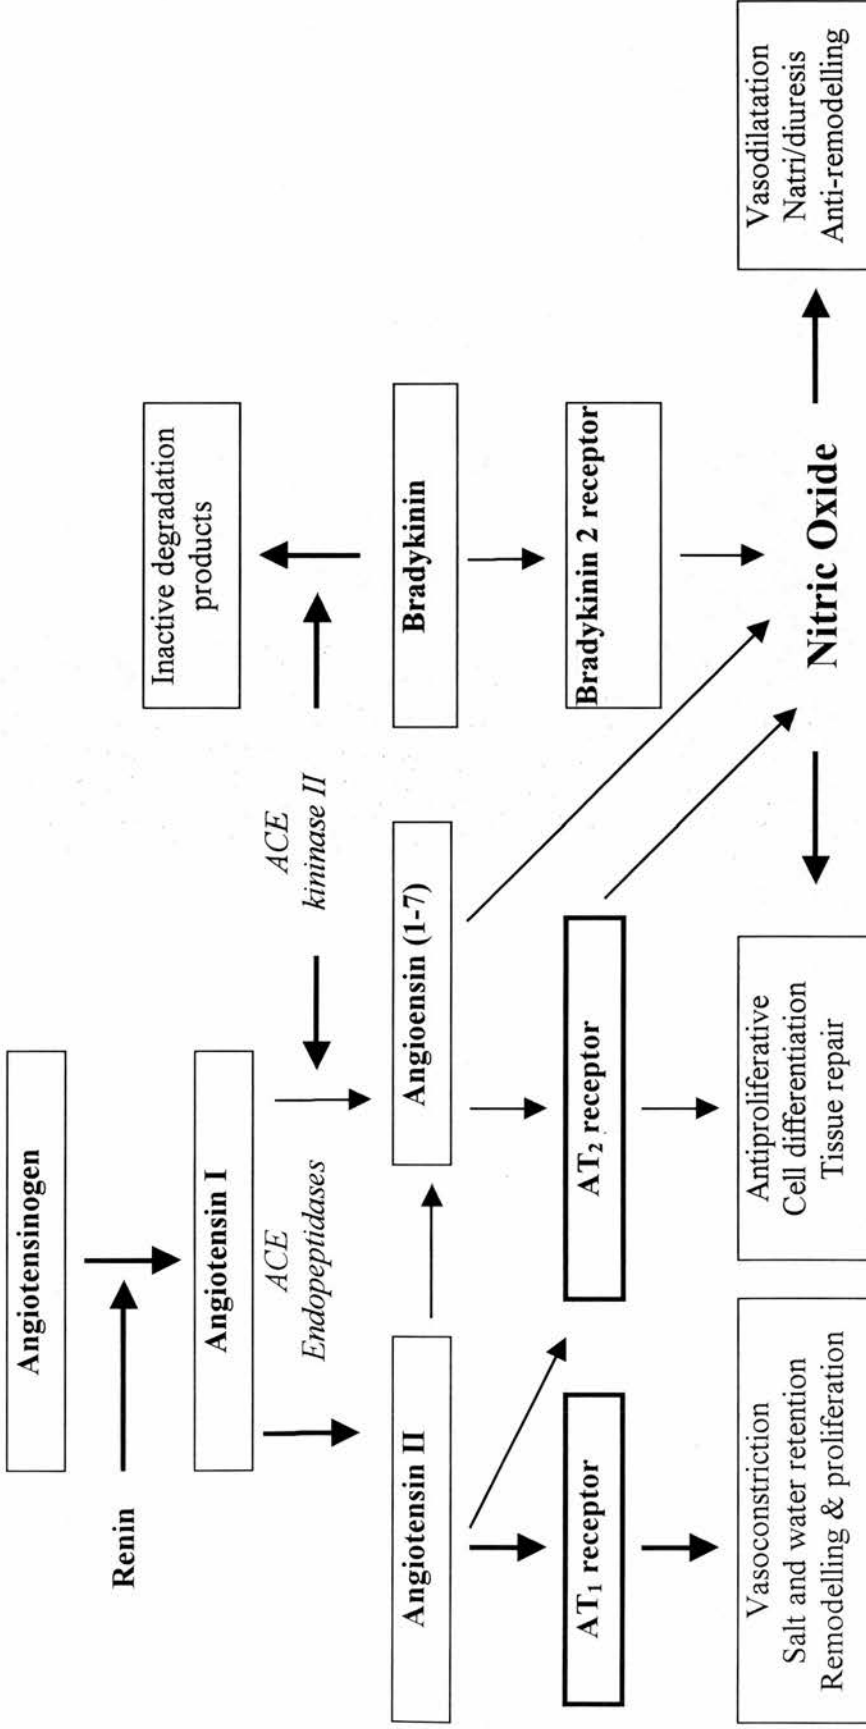 Angiotensinogen
Renin
Angiotensin I
ACE
Endopeptidases
ACE
kininase II
Inactive degradation
products
Angiotensin II
Angioensin (1-7)
Bradykinin
AT₁ receptor
AT₂ receptor
Bradykinin 2 receptor
Nitric Oxide
Vasoconstriction
Salt and water retention
Remodelling & proliferation
Antiproliferative
Cell differentiation
Tissue repair
Vasodilatation
Natri/diuresis
Anti-remodelling